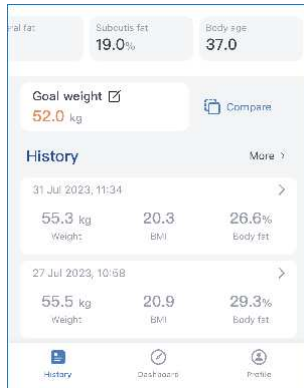 al fat
Subcutis fat
Body age
19.0%
37.0
Goal weight
52.0 kg
Compare
History
More >
31 Jul 2023, 11:34
55.3 kg
20.3
26.6%
Weight
BMI
Body fat
27 Jul 2023, 10:58
55.5 kg
20.9
29.3%
Weight
BMI
Body fat
History
Dashboard
Profile